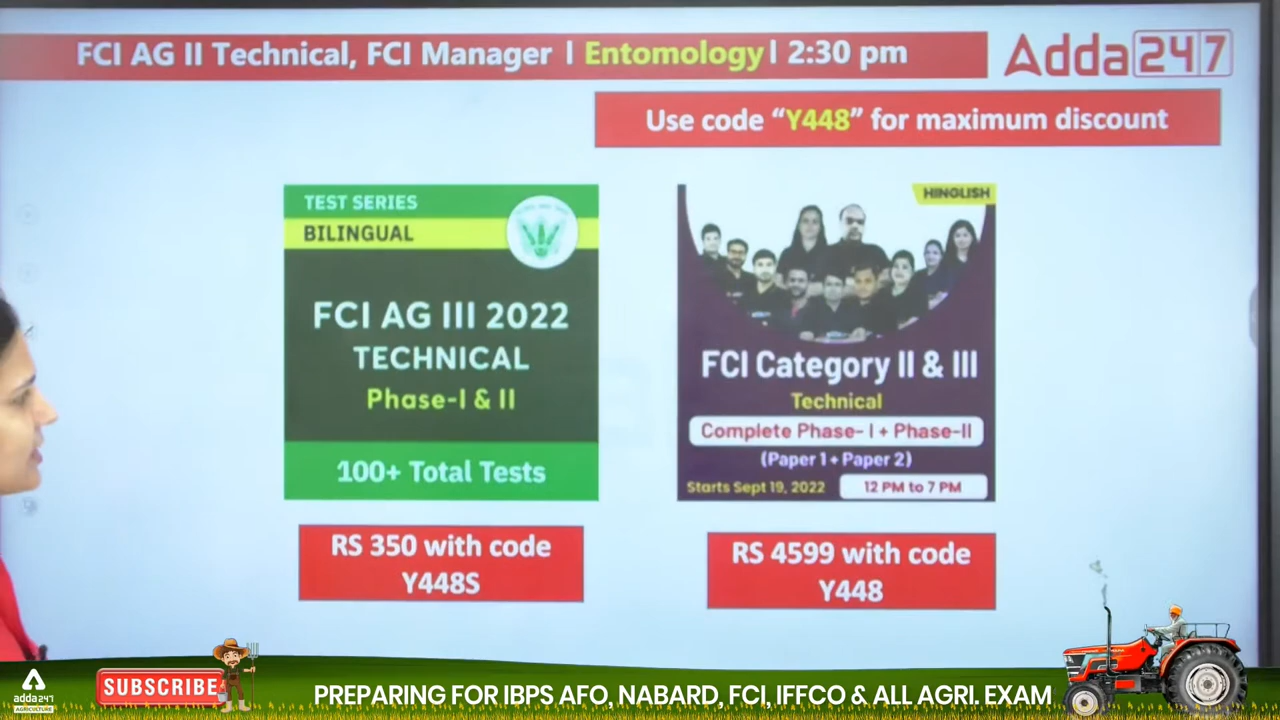 FCI AG II Technical, FCI Manager | Entomology | 2:30 pm
Adda247
Use code “Y448” for maximum discount
TEST SERIES
BILINGUAL
FCI AG III 2022
TECHNICAL
Phase-I & II
100+ Total Tests
RS 350 with code
Y448S
HINGLISH
FCI Category II & III
Technical
Complete Phase- I + Phase-II
(Paper 1 + Paper 2)
Starts Sept 19, 2022
12 PM to 7 PM
RS 4599 with code
Y448
adda247
AGRICULTURE
SUBSCRIBE
PREPARING FOR IBPS AFO, NABARD, FCI, IFFCO & ALL AGRI. EXAM